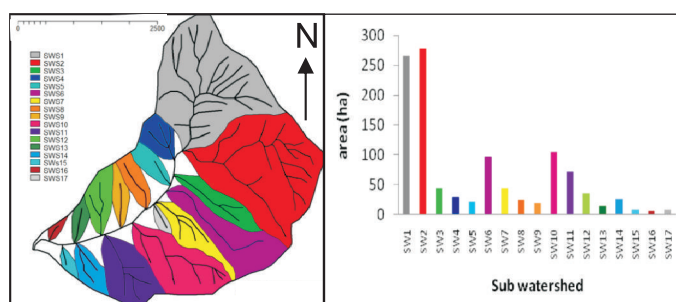 0 2500
N
SWS1
SWS2
SWS3
SWS4
SWS5
SWS6
SWS7
SWS8
SWS9
SWS10
SWS11
SWS12
SWS13
SWS14
SWs15
SWS16
SWS17
area (ha)
300
250
200
150
100
50
0
SW1
SW2
SW3
SW4
SW5
SW6
SW7
SW8
SW9
SW10
SW11
SW12
SW13
SW14
SW15
SW16
SW17
Sub watershed